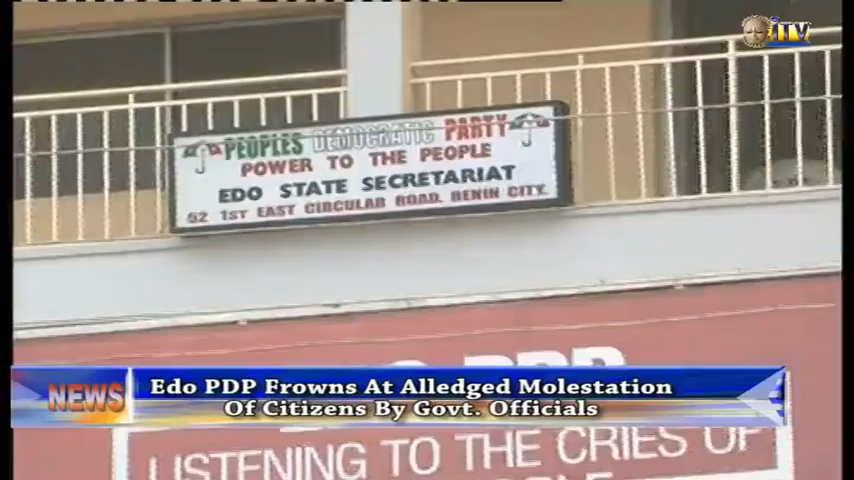 iTV
PEOPLES DEMOCRATIC PARTY
POWER TO THE PEOPLE
EDO STATE SECRETARIAT
52 1ST EAST CIRCULAR ROAD, BENIN CITY.
PDP
NEWS
Edo PDP Frowns At Alleged Molestation
Of Citizens By Govt. Officials
LISTENING TO THE CRIES OF